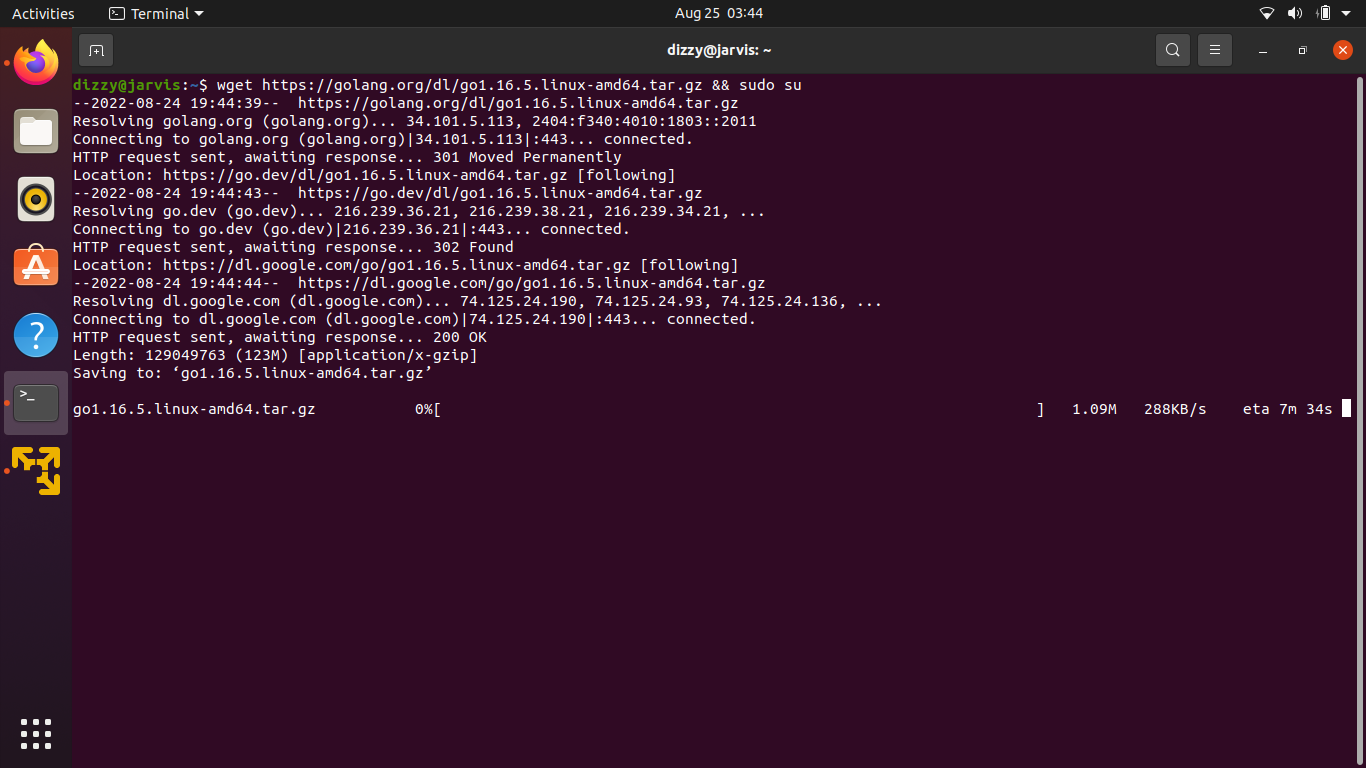 Activities Terminal Aug 25 03:44
dizzy@jarvis: ~
dizzy@jarvis:~$ wget https://golang.org/dl/go1.16.5.linux-amd64.tar.gz && sudo su
--2022-08-24 19:44:39-- https://golang.org/dl/go1.16.5.linux-amd64.tar.gz
Resolving golang.org (golang.org)... 34.101.5.113, 2404:f340:4010:1803::2011
Connecting to golang.org (golang.org)|34.101.5.113|:443... connected.
HTTP request sent, awaiting response... 301 Moved Permanently
Location: https://go.dev/dl/go1.16.5.linux-amd64.tar.gz [following]
--2022-08-24 19:44:43-- https://go.dev/dl/go1.16.5.linux-amd64.tar.gz
Resolving go.dev (go.dev)... 216.239.36.21, 216.239.38.21, 216.239.34.21, ...
Connecting to go.dev (go.dev)|216.239.36.21|:443... connected.
HTTP request sent, awaiting response... 302 Found
Location: https://dl.google.com/go/go1.16.5.linux-amd64.tar.gz [following]
--2022-08-24 19:44:44-- https://dl.google.com/go/go1.16.5.linux-amd64.tar.gz
Resolving dl.google.com (dl.google.com)... 74.125.24.190, 74.125.24.93, 74.125.24.136, ...
Connecting to dl.google.com (dl.google.com)|74.125.24.190|:443... connected.
HTTP request sent, awaiting response... 200 OK
Length: 129049763 (123M) [application/x-gzip]
Saving to: ‘go1.16.5.linux-amd64.tar.gz’
go1.16.5.linux-amd64.tar.gz 0%[ ] 1.09M 288KB/s eta 7m 34s